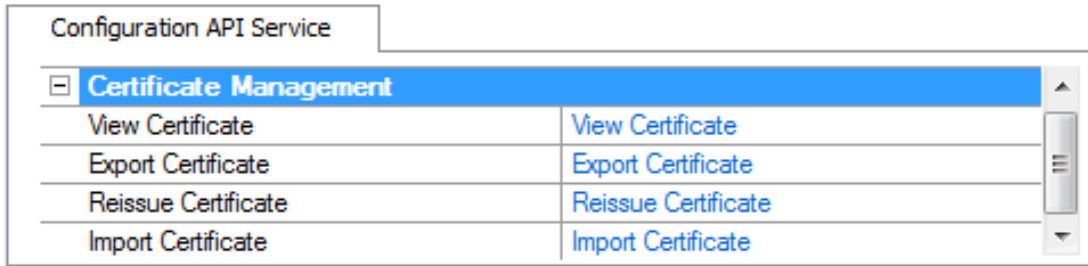 Configuration API Service
Certificate Management
View Certificate View Certificate
Export Certificate Export Certificate
Reissue Certificate Reissue Certificate
Import Certificate Import Certificate